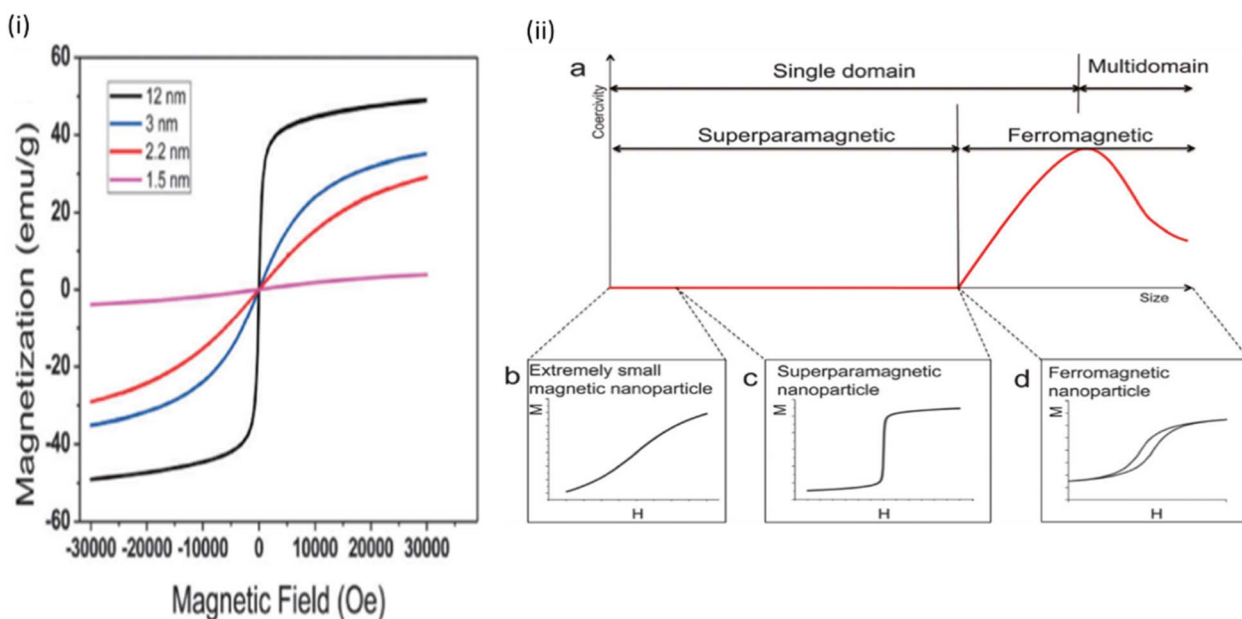 (i)
60
40
20
0
-20
-40
-60
Magnetization (emu/g)
12 nm
3 nm
2.2 nm
1.5 nm
-30000 -20000 -10000 0 10000 20000 30000
Magnetic Field (Oe)
(ii)
a
Coercivity
Single domain
Multidomain
Superparamagnetic
Ferromagnetic
Size
b
Extremely small
magnetic nanoparticle
M
H
c
Superparamagnetic
nanoparticle
M
H
d
Ferromagnetic
nanoparticle
M
H